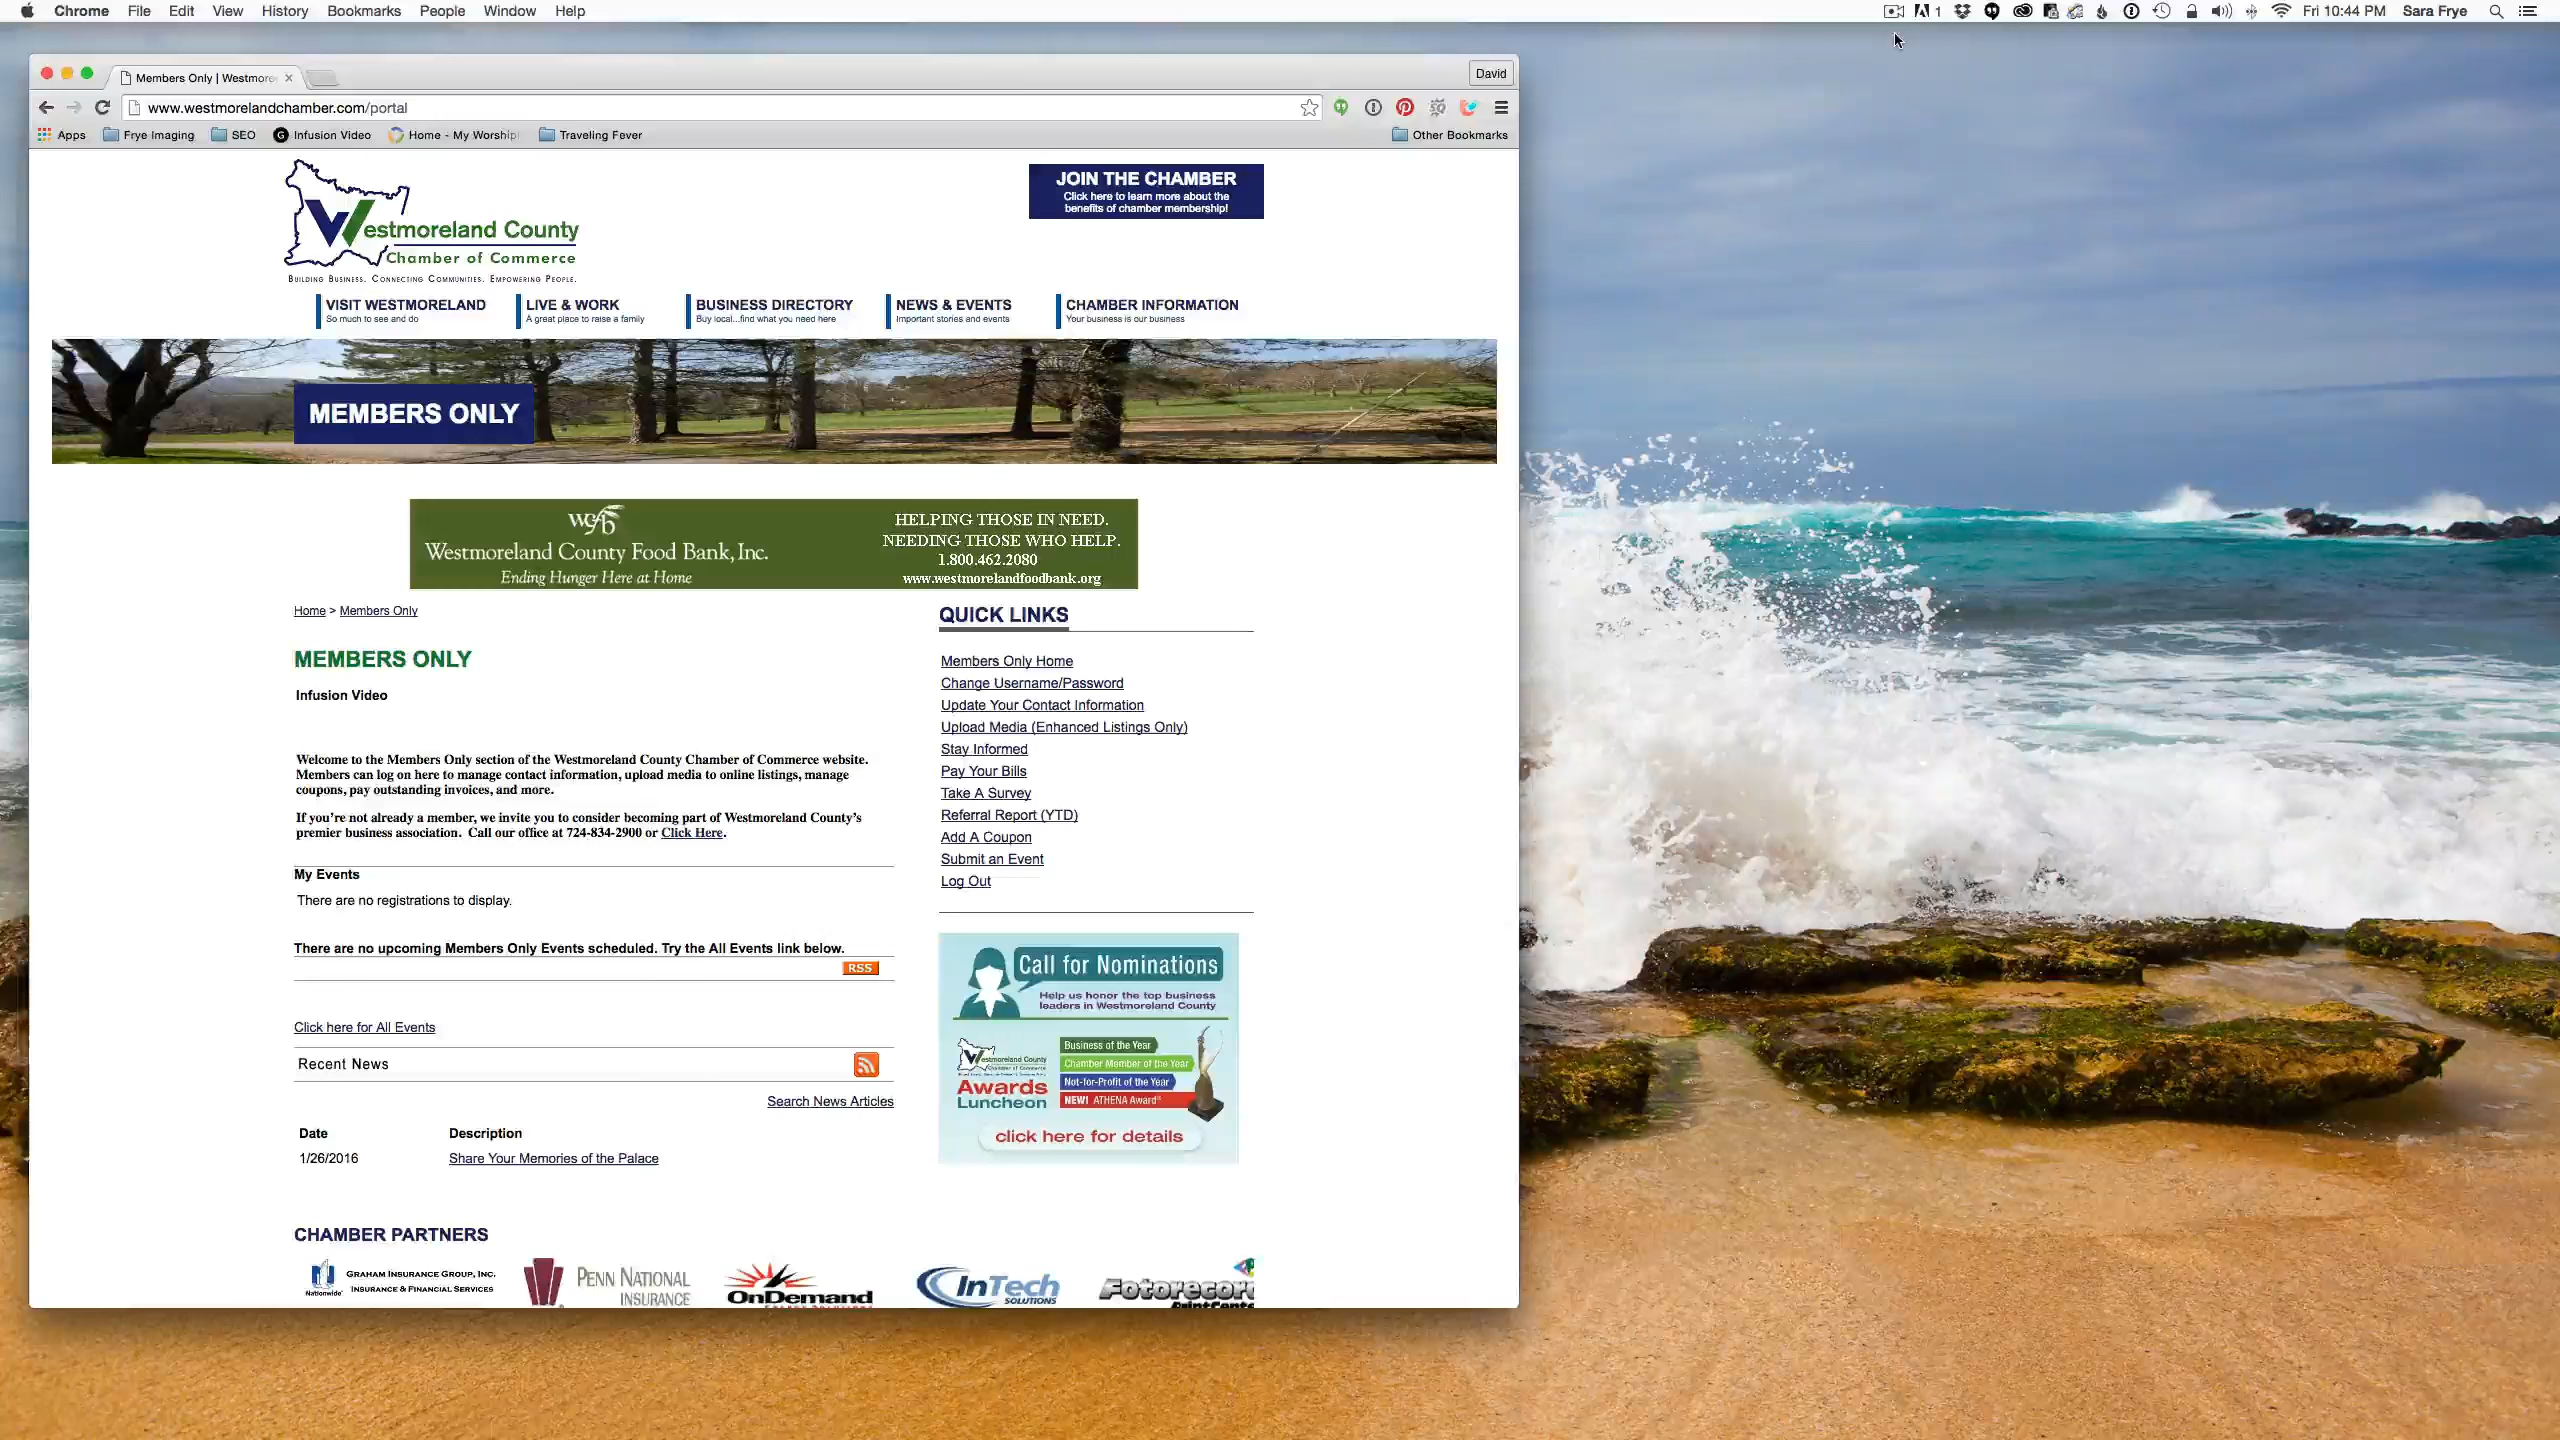 Chrome File Edit View History Bookmarks People Window Help
1 Fri 10:44 PM Sara Frye
Members Only | Westmore
David
www.westmorelandchamber.com/portal
Apps Frye Imaging SEO Infusion Video Home - My Worship Traveling Fever Other Bookmarks
JOIN THE CHAMBER
Click here to learn more about the
benefits of chamber membership!
Westmoreland County
Chamber of Commerce
Building Business. Connecting Communities. Empowering People.
VISIT WESTMORELAND LIVE & WORK BUSINESS DIRECTORY NEWS & EVENTS CHAMBER INFORMATION
So much to see and do A great place to raise a family Buy local...find what you need here Important stories and events Your business is our business
MEMBERS ONLY
wcfb
Westmoreland County Food Bank, Inc.
Ending Hunger Here at Home
HELPING THOSE IN NEED.
NEEDING THOSE WHO HELP.
1.800.462.2080
www.westmorelandfoodbank.org
Home > Members Only
MEMBERS ONLY
Infusion Video
Welcome to the Members Only section of the Westmoreland County Chamber of Commerce website.
Members can log on here to manage contact information, upload media to online listings, manage
coupons, pay outstanding invoices, and more.
If you're not already a member, we invite you to consider becoming part of Westmoreland County's
premier business association. Call our office at 724-834-2900 or Click Here.
My Events
There are no registrations to display.
There are no upcoming Members Only Events scheduled. Try the All Events link below.
RSS
Click here for All Events
Recent News
Search News Articles
Date Description
1/26/2016 Share Your Memories of the Palace
QUICK LINKS
Members Only Home
Change Username/Password
Update Your Contact Information
Upload Media (Enhanced Listings Only)
Stay Informed
Pay Your Bills
Take A Survey
Referral Report (YTD)
Add A Coupon
Submit an Event
Log Out
Call for Nominations
Help us honor the top business
leaders in Westmoreland County
Westmoreland County
Chamber of Commerce
Awards
Luncheon
Business of the Year
Chamber Member of the Year
Not-for-Profit of the Year
NEW! ATHENA Award®
click here for details
CHAMBER PARTNERS
Nationwide®
Graham Insurance Group, Inc.
Insurance & Financial Services
PENN NATIONAL
INSURANCE
OnDemand
InTech
SOLUTIONS
Fotorecord